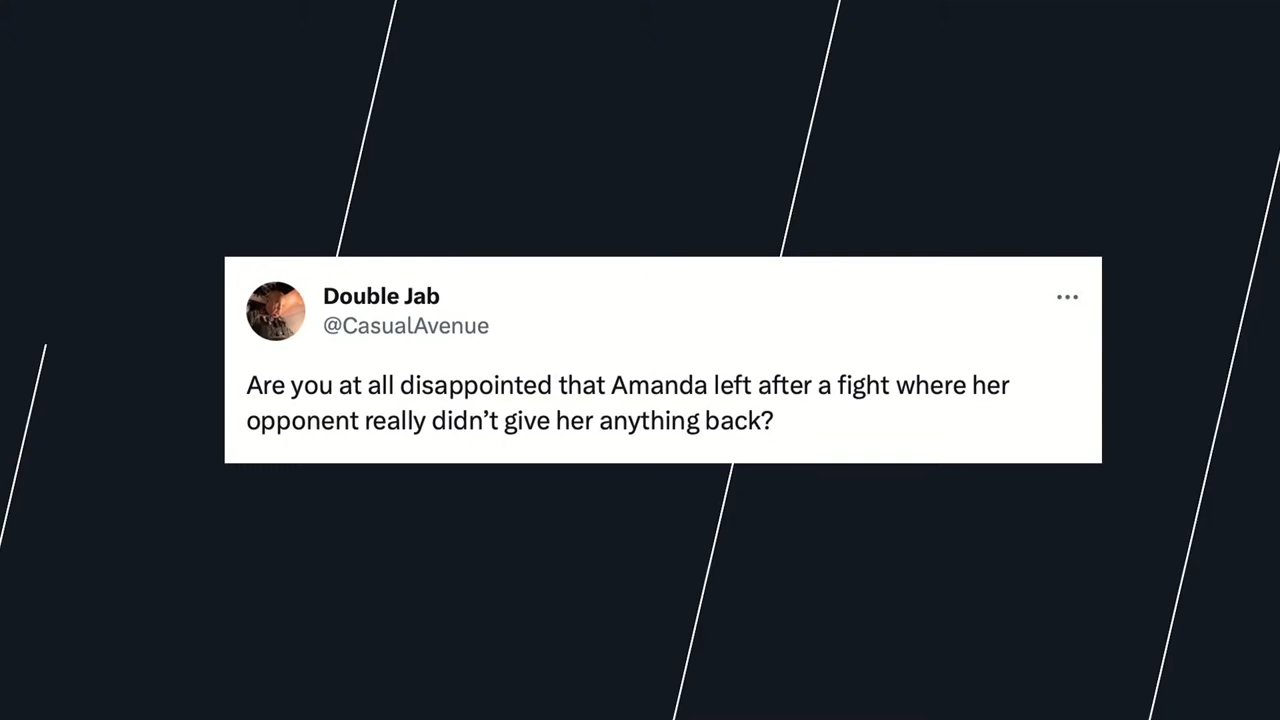 Double Jab
@CasualAvenue
Are you at all disappointed that Amanda left after a fight where her
opponent really didn’t give her anything back?